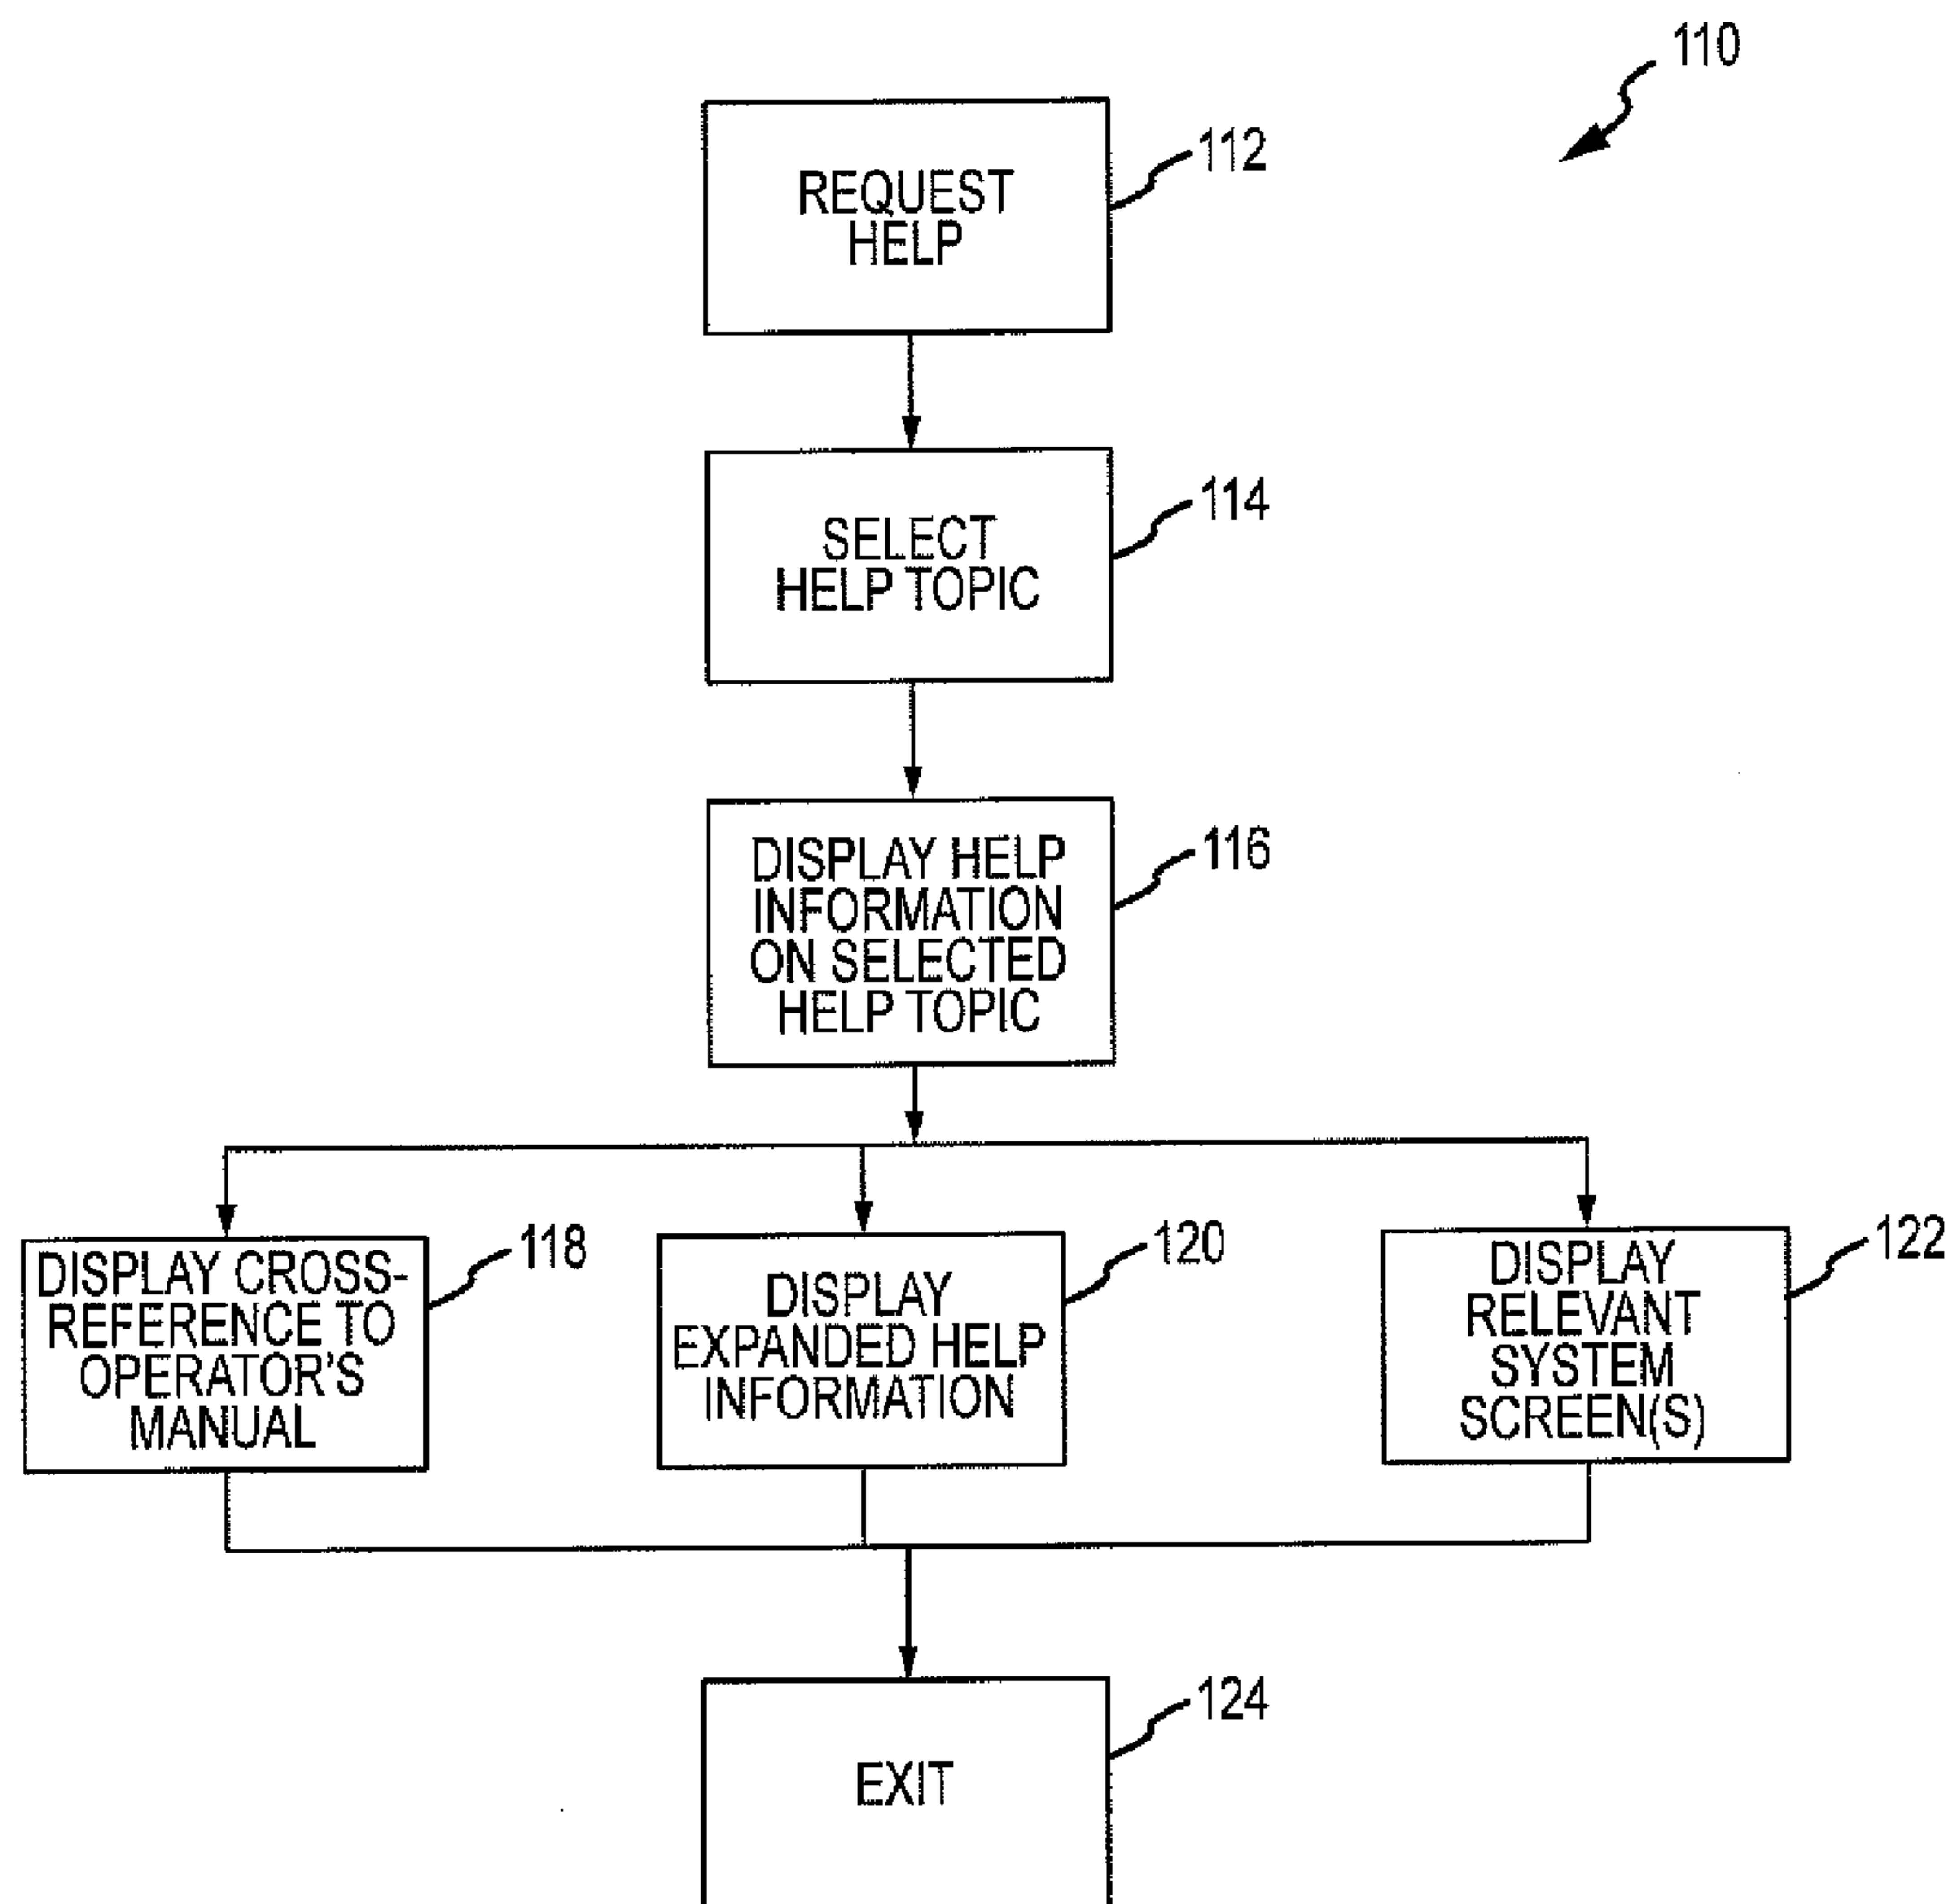 110
REQUEST
HELP
112
SELECT
HELP TOPIC
114
DISPLAY HELP
INFORMATION
ON SELECTED
HELP TOPIC
116
DISPLAY CROSS-
REFERENCE TO
OPERATOR'S
MANUAL
118
DISPLAY
EXPANDED HELP
INFORMATION
120
DISPLAY
RELEVANT
SYSTEM
SCREEN(S)
122
EXIT
124